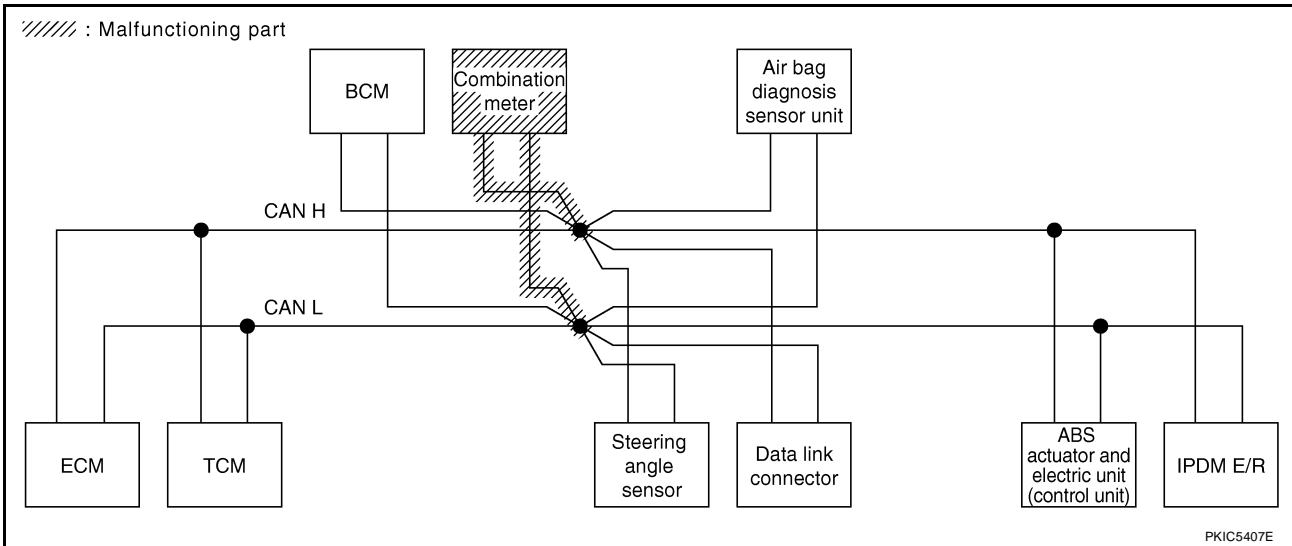 : Malfunctioning part
BCM
Combination
meter
Air bag
diagnosis
sensor unit
CAN H
CAN L
ECM
TCM
Steering
angle
sensor
Data link
connector
ABS
actuator and
electric unit
(control unit)
IPDM E/R
PKIC5407E